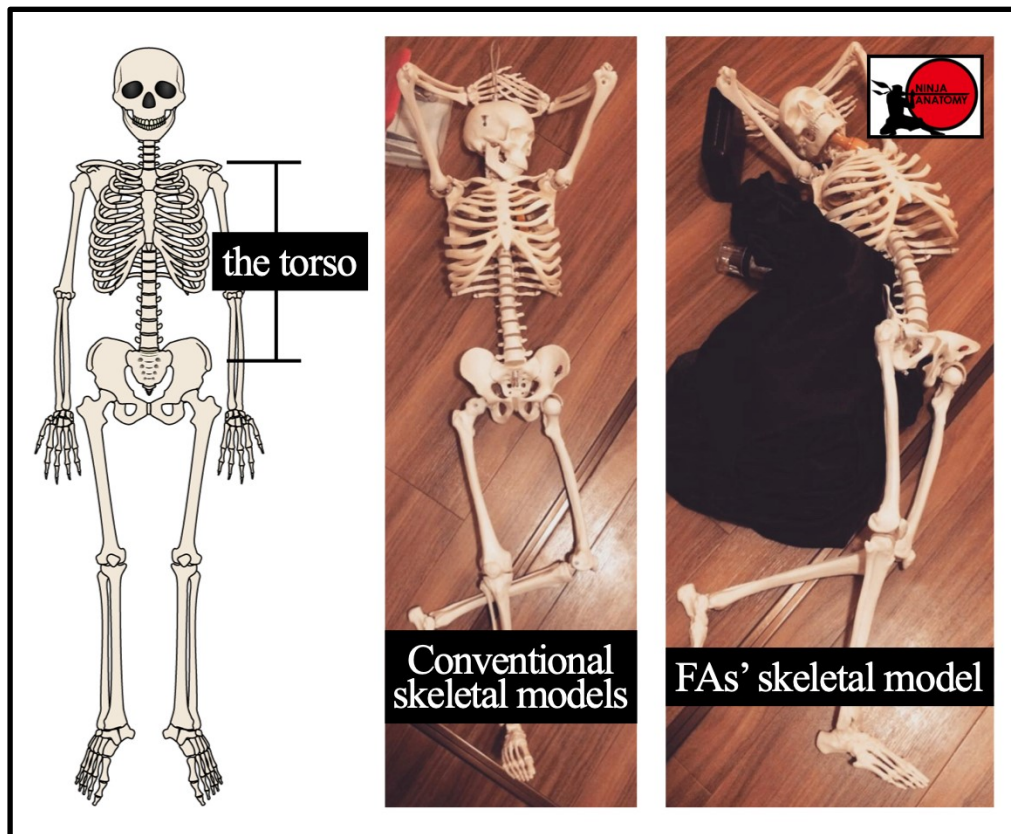 the torso
Conventional
skeletal models
NINJA
ANATOMY
FAs’ skeletal model